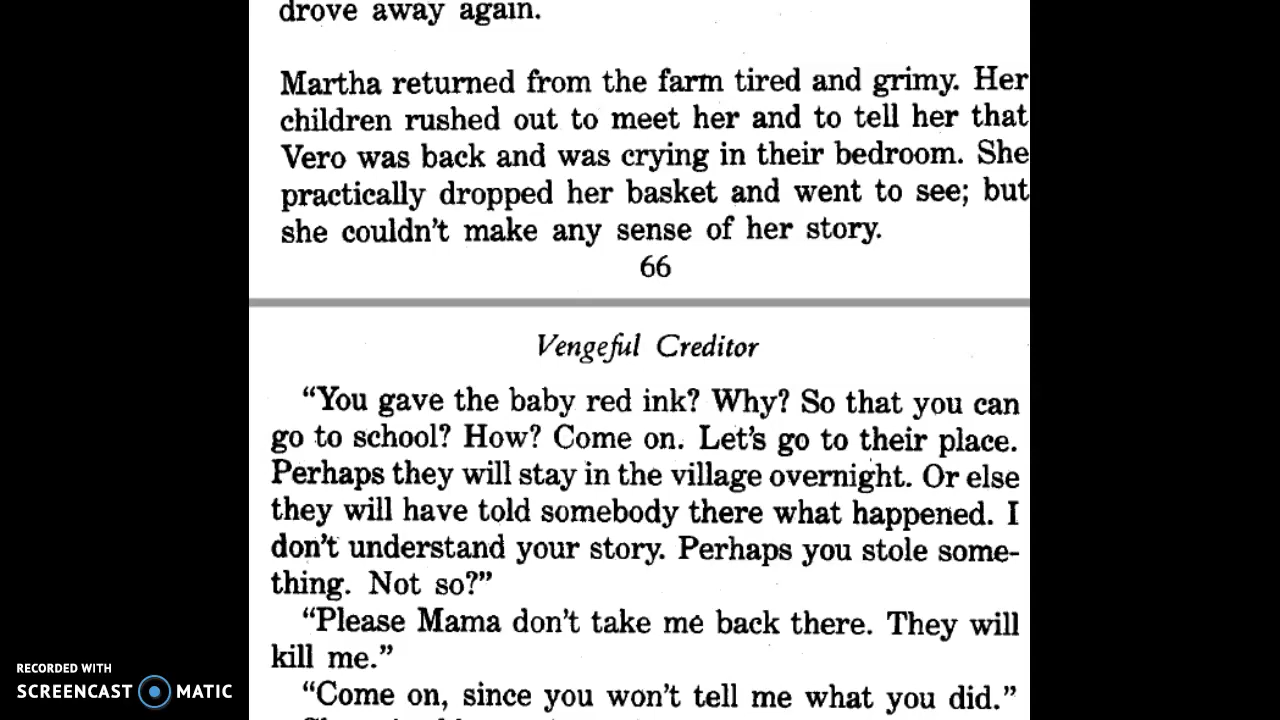 drove away again.
Martha returned from the farm tired and grimy. Her
children rushed out to meet her and to tell her that
Vero was back and was crying in their bedroom. She
practically dropped her basket and went to see; but
she couldn't make any sense of her story.
66
Vengeful Creditor
“You gave the baby red ink? Why? So that you can
go to school? How? Come on. Let's go to their place.
Perhaps they will stay in the village overnight. Or else
they will have told somebody there what happened. I
don't understand your story. Perhaps you stole some-
thing. Not so?”
“Please Mama don't take me back there. They will
kill me.”
“Come on, since you won't tell me what you did.”
RECORDED WITH
SCREENCAST MATIC